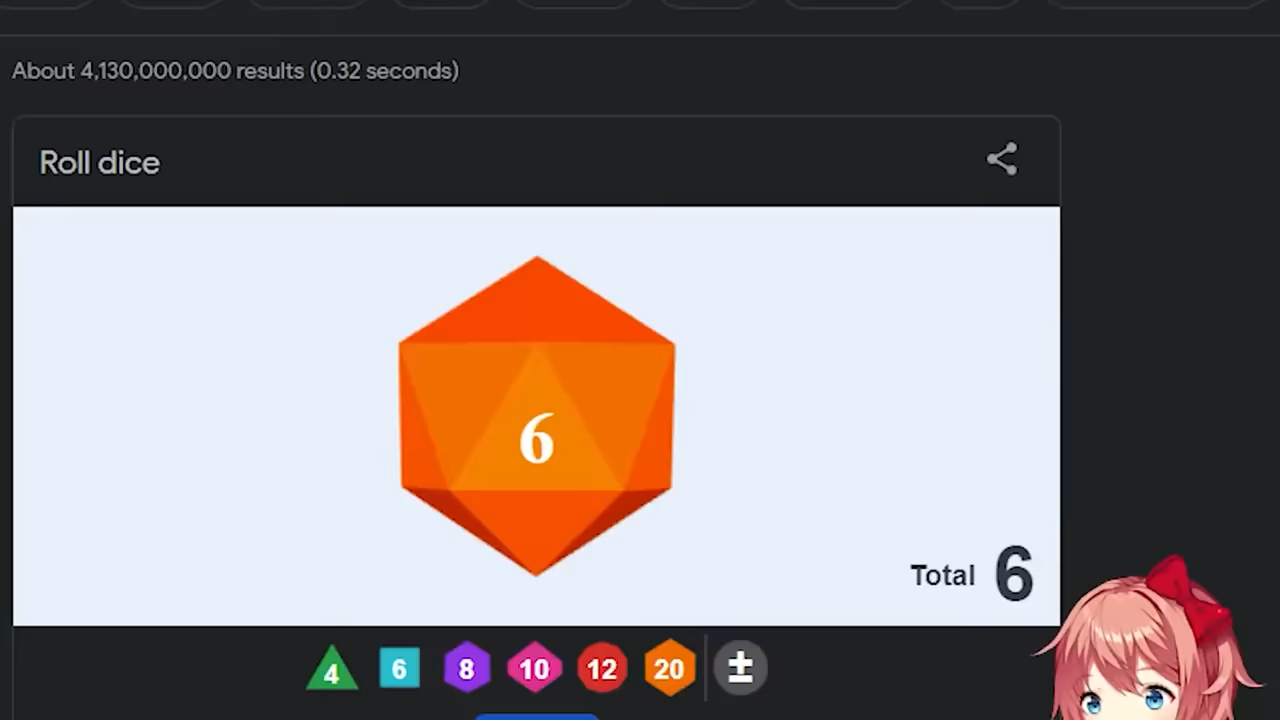 About 4,130,000,000 results (0.32 seconds)
Roll dice
6
Total 6
4 6 8 10 12 20 ±